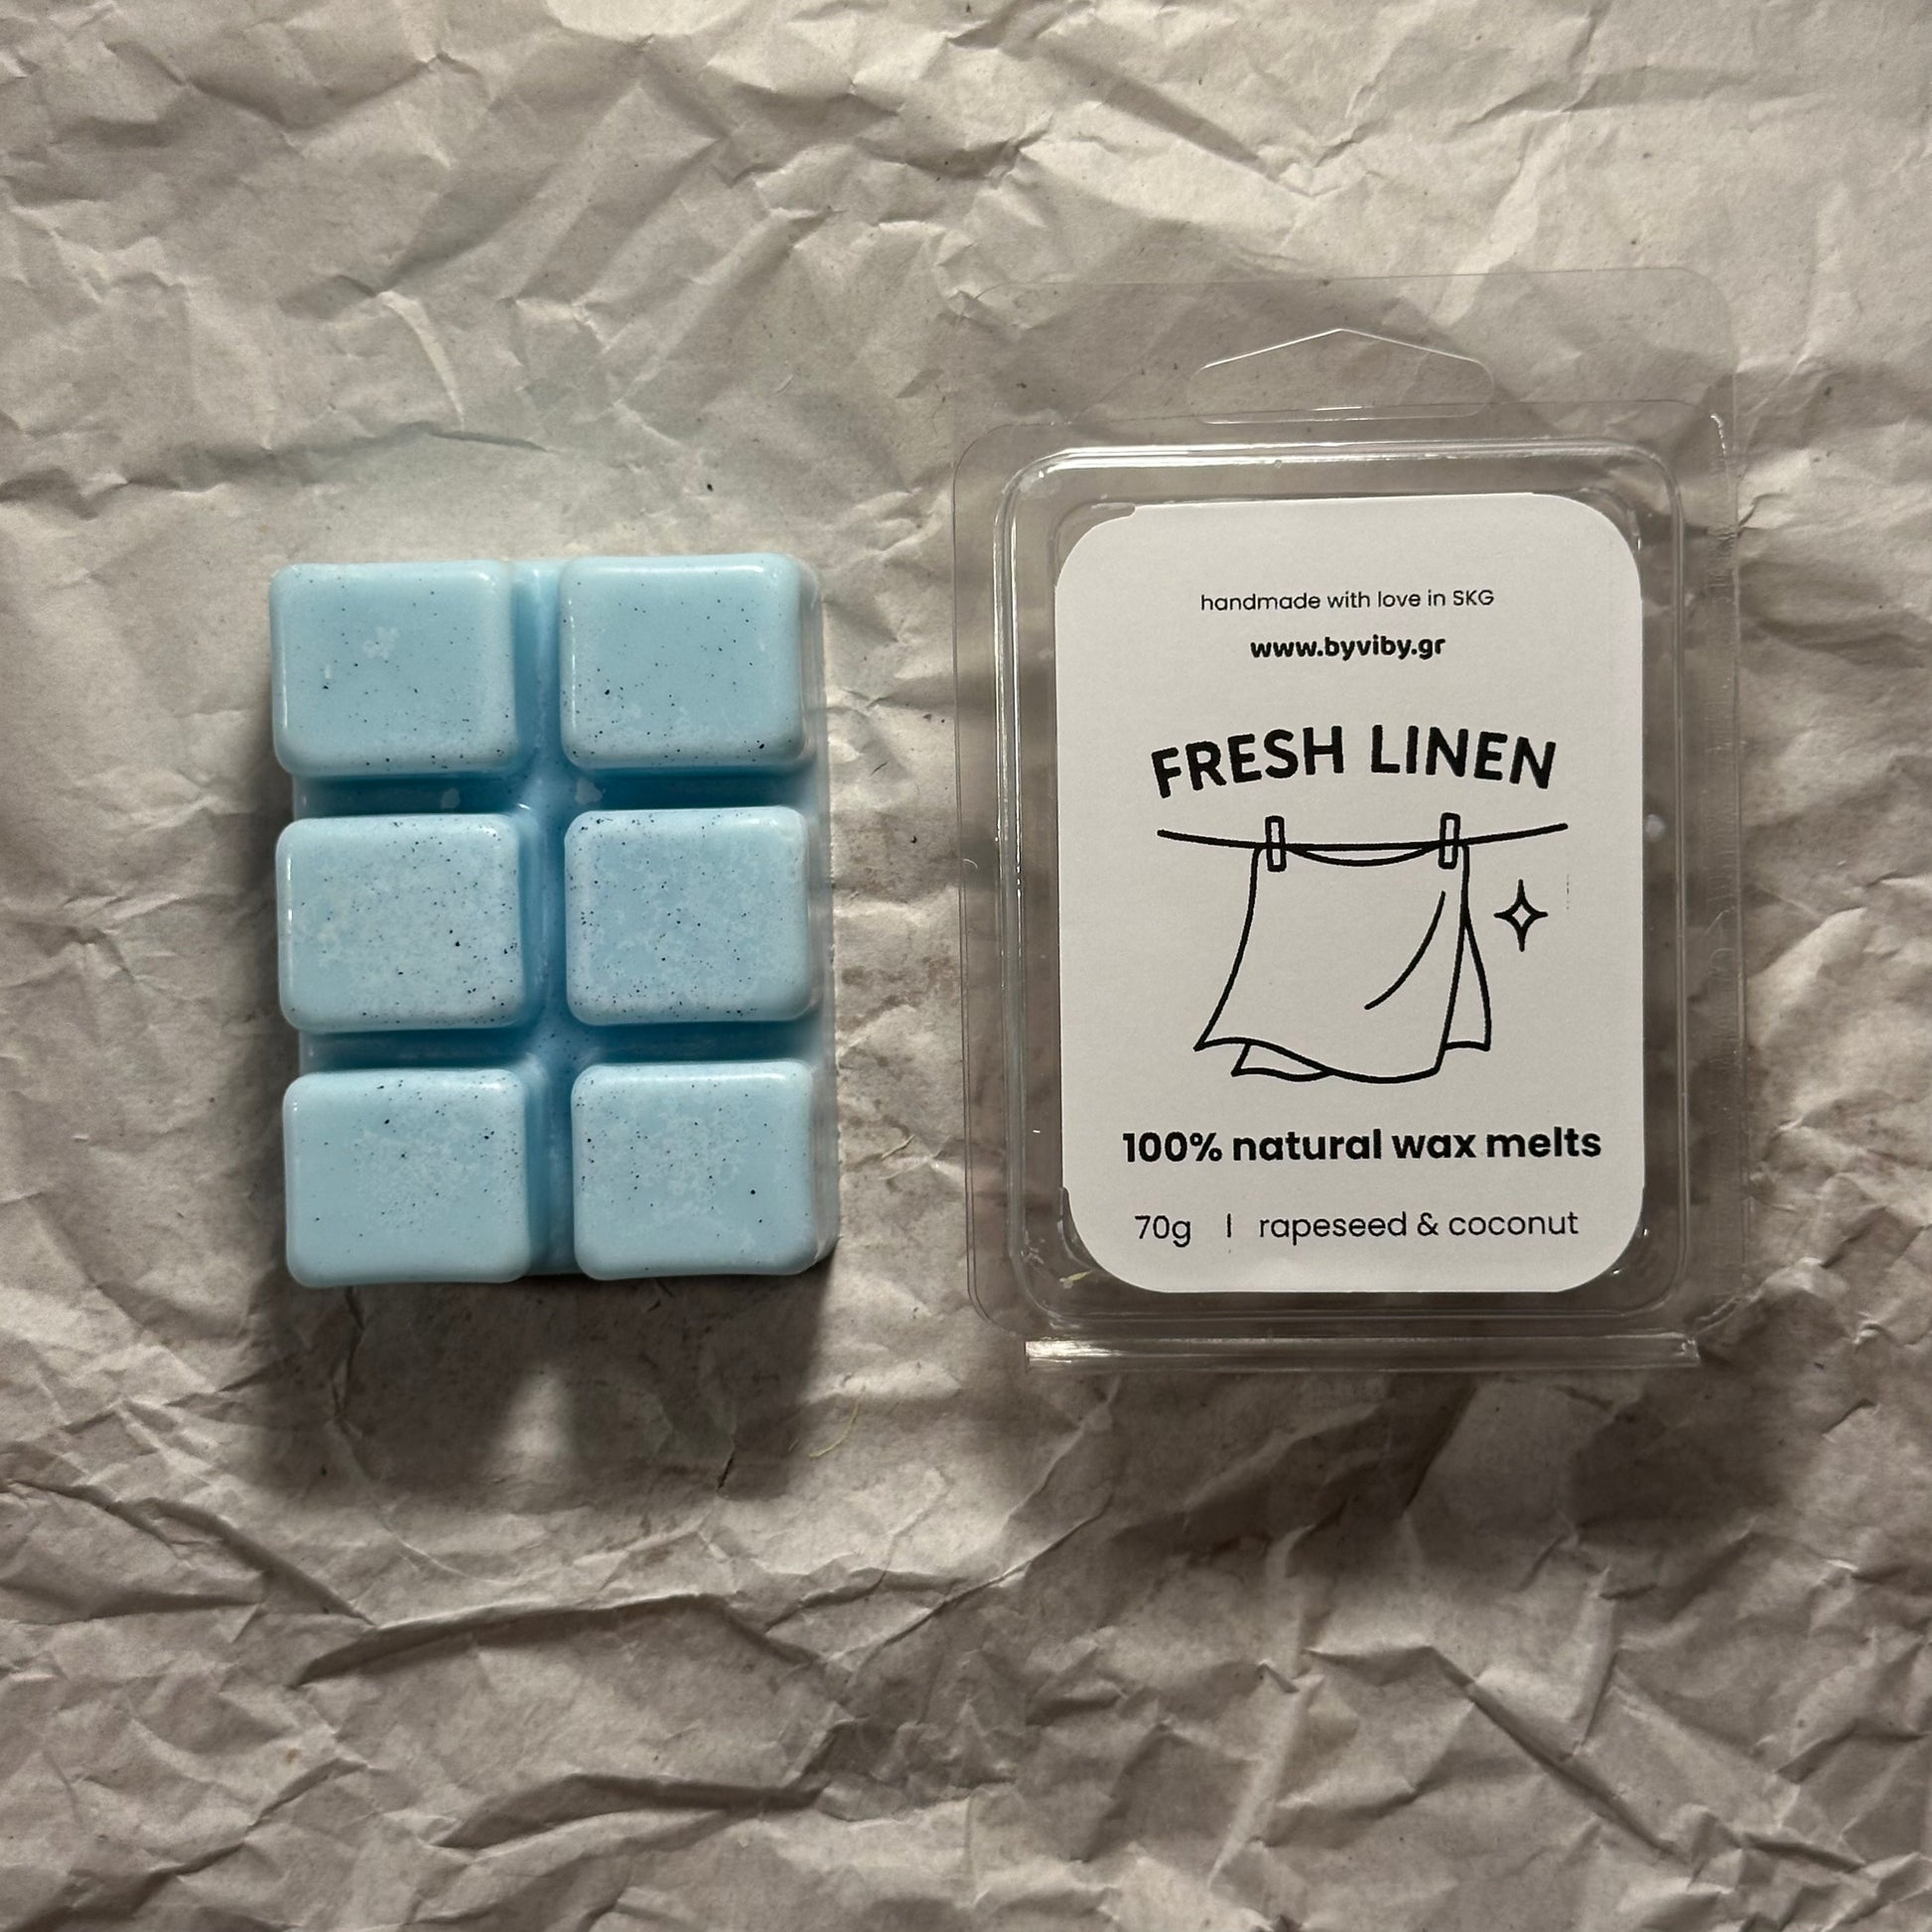 handmade with love in SKG
www.byviby.gr
FRESH LINEN
100% natural wax melts
70g | rapeseed & coconut